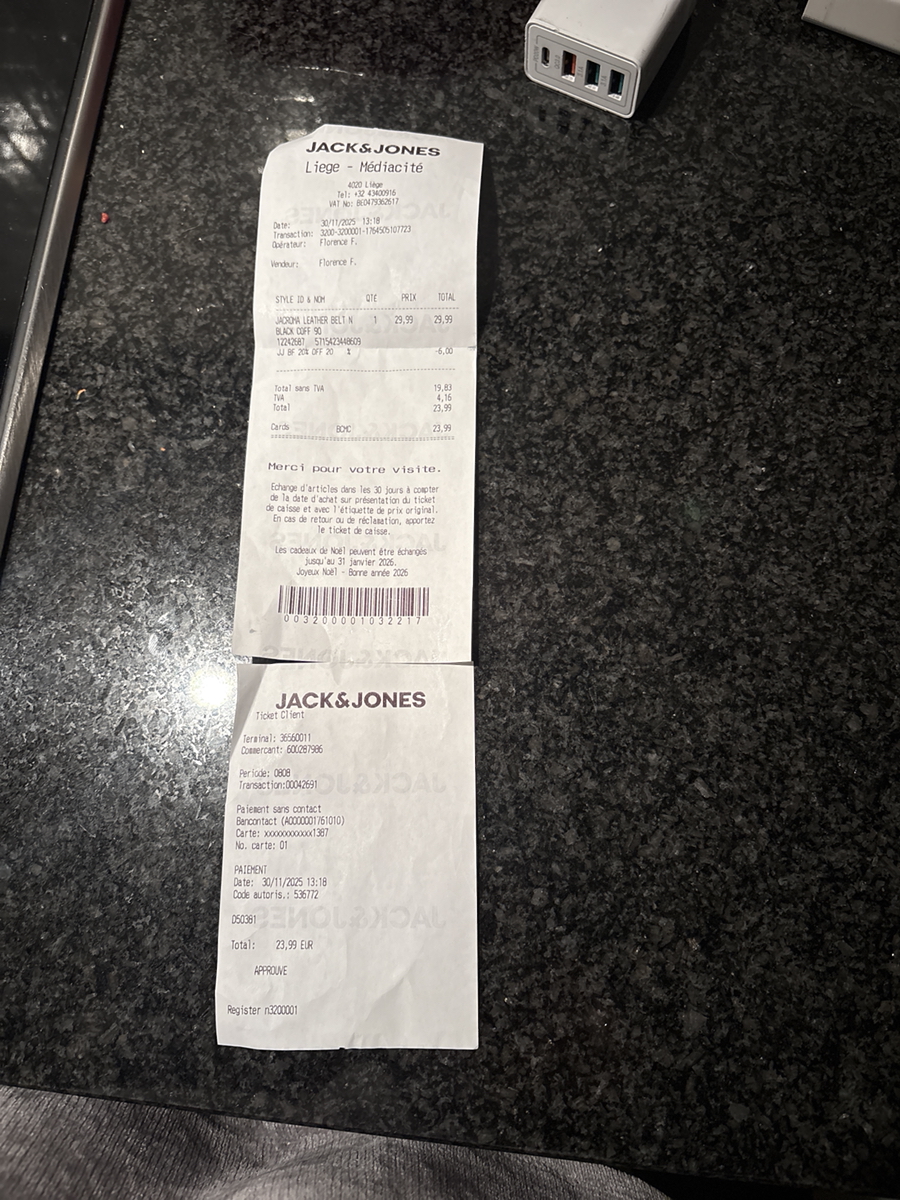 JACK&JONES
Liege - Médiacité
4020 Liège
Tel: +32 43400916
VAT No: BE0479362617
Date: 30/11/2025 13:18
Transaction: 3200-3200001-1764505107723
Opérateur: Florence F.
Vendeur: Florence F.
STYLE ID & NOM QTE PRIX TOTAL
JACROMA LEATHER BELT N 1 29,99 29,99
BLACK COFF 90
12242687 5715423448609
JJ BF 20% OFF 20 % -6,00
Total sans TVA 19,83
TVA 4,16
Total 23,99
Cards BCMC 23,99
Merci pour votre visite.
Echange d'articles dans les 30 jours à compter
de la date d'achat sur présentation du ticket
de caisse et avec l'étiquette de prix original.
En cas de retour ou de réclamation, apportez
le ticket de caisse.
Les cadeaux de Noël peuvent être échangés
jusqu'au 31 janvier 2026.
Joyeux Noël - Bonne année 2026
003200001032217
JACK&JONES
Ticket Client
Terminal: 36560011
Commercant: 600287986
Periode: 0808
Transaction:00042691
Paiement sans contact
Bancontact (A0000001761010)
Carte: xxxxxxxxxxxx1387
No. carte: 01
PAIEMENT
Date: 30/11/2025 13:18
Code autoris.: 536772
D50381
Total: 23,99 EUR
APPROUVE
Register n3200001